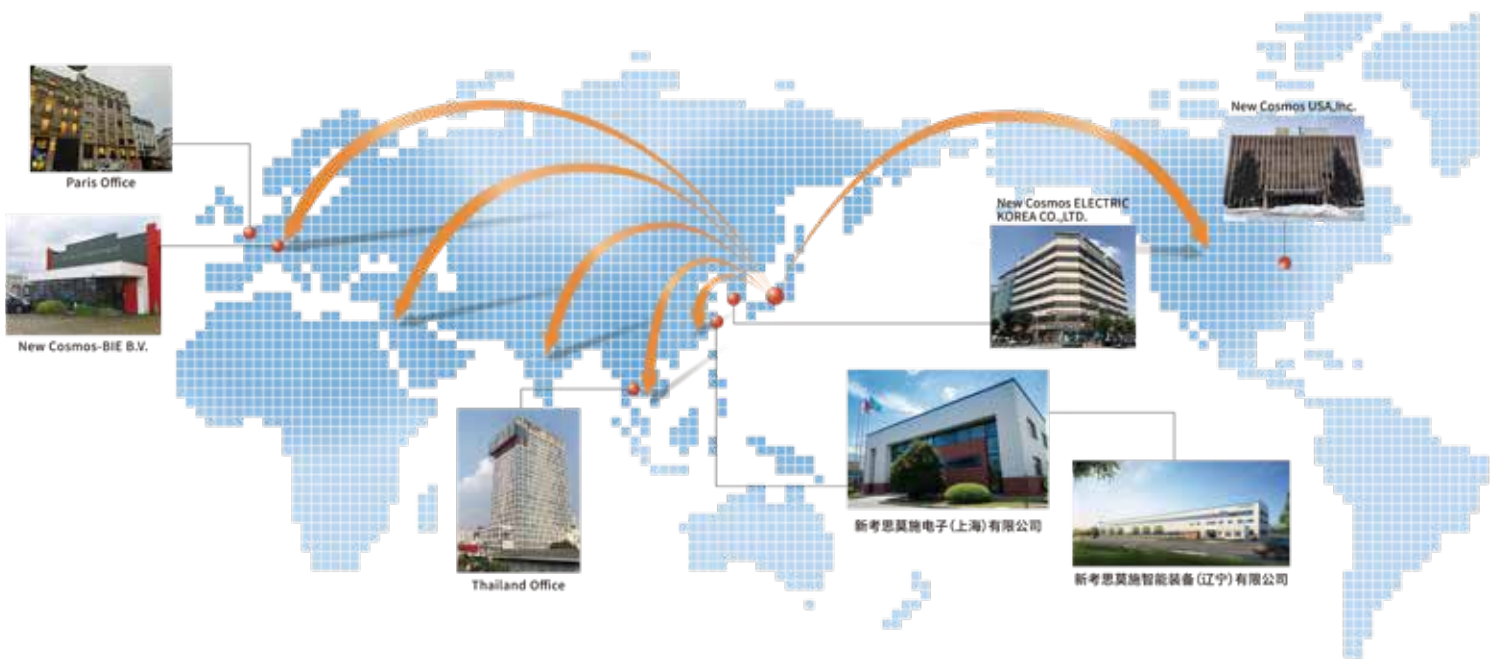 New Cosmos USA,Inc.
Paris Office
New Cosmos ELECTRIC
KOREA CO.,LTD.
New Cosmos-BIE B.V.
新考思莫施电子(上海)有限公司
Thailand Office
新考思莫施智能装备(辽宁)有限公司